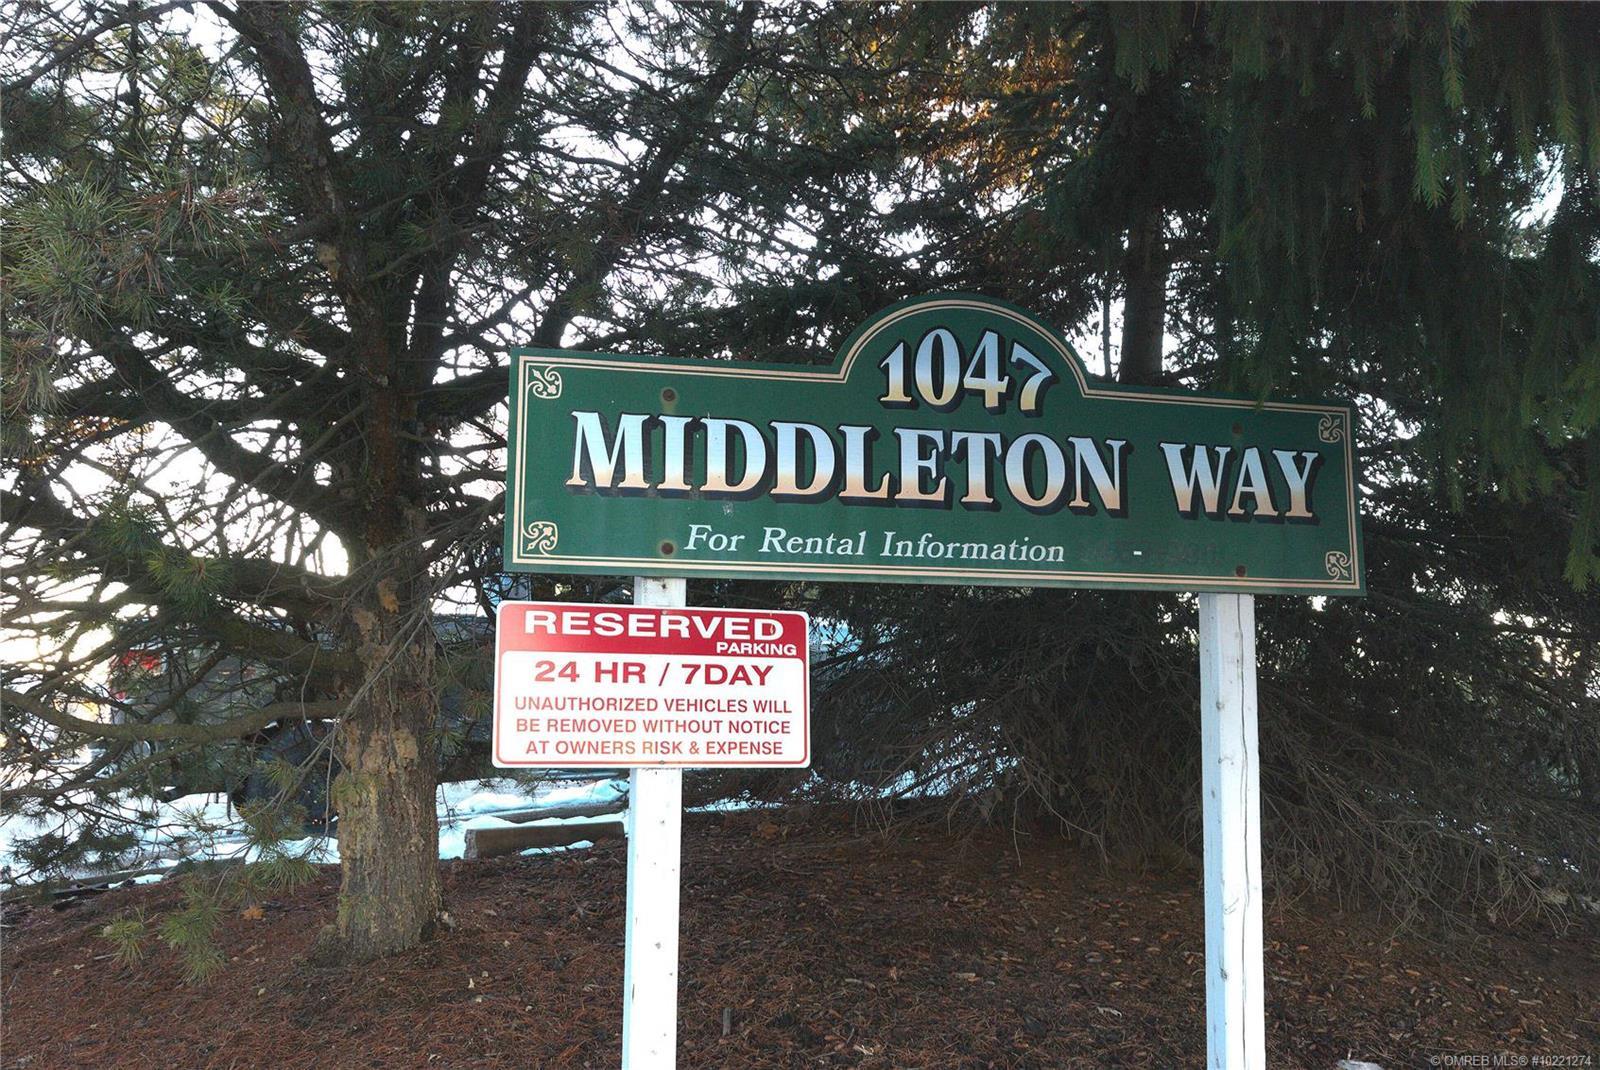 1047
MIDDLETON WAY
For Rental Information
RESERVED
PARKING
24 HR / 7DAY
UNAUTHORIZED VEHICLES WILL
BE REMOVED WITHOUT NOTICE
AT OWNERS RISK & EXPENSE
© OMREB MLS® #10221274